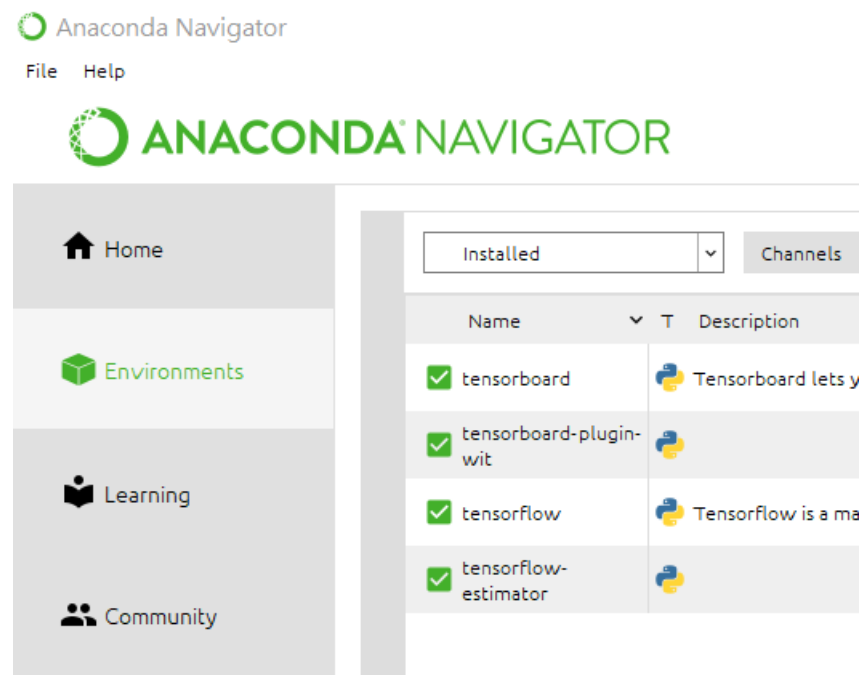 Anaconda Navigator
File Help
ANACONDA NAVIGATOR
Home
Installed
Channels
Name
T
Description
Environments
tensorboard
Tensorboard lets y
tensorboard-plugin-
wit
Learning
tensorflow
Tensorflow is a ma
tensorflow-
estimator
Community